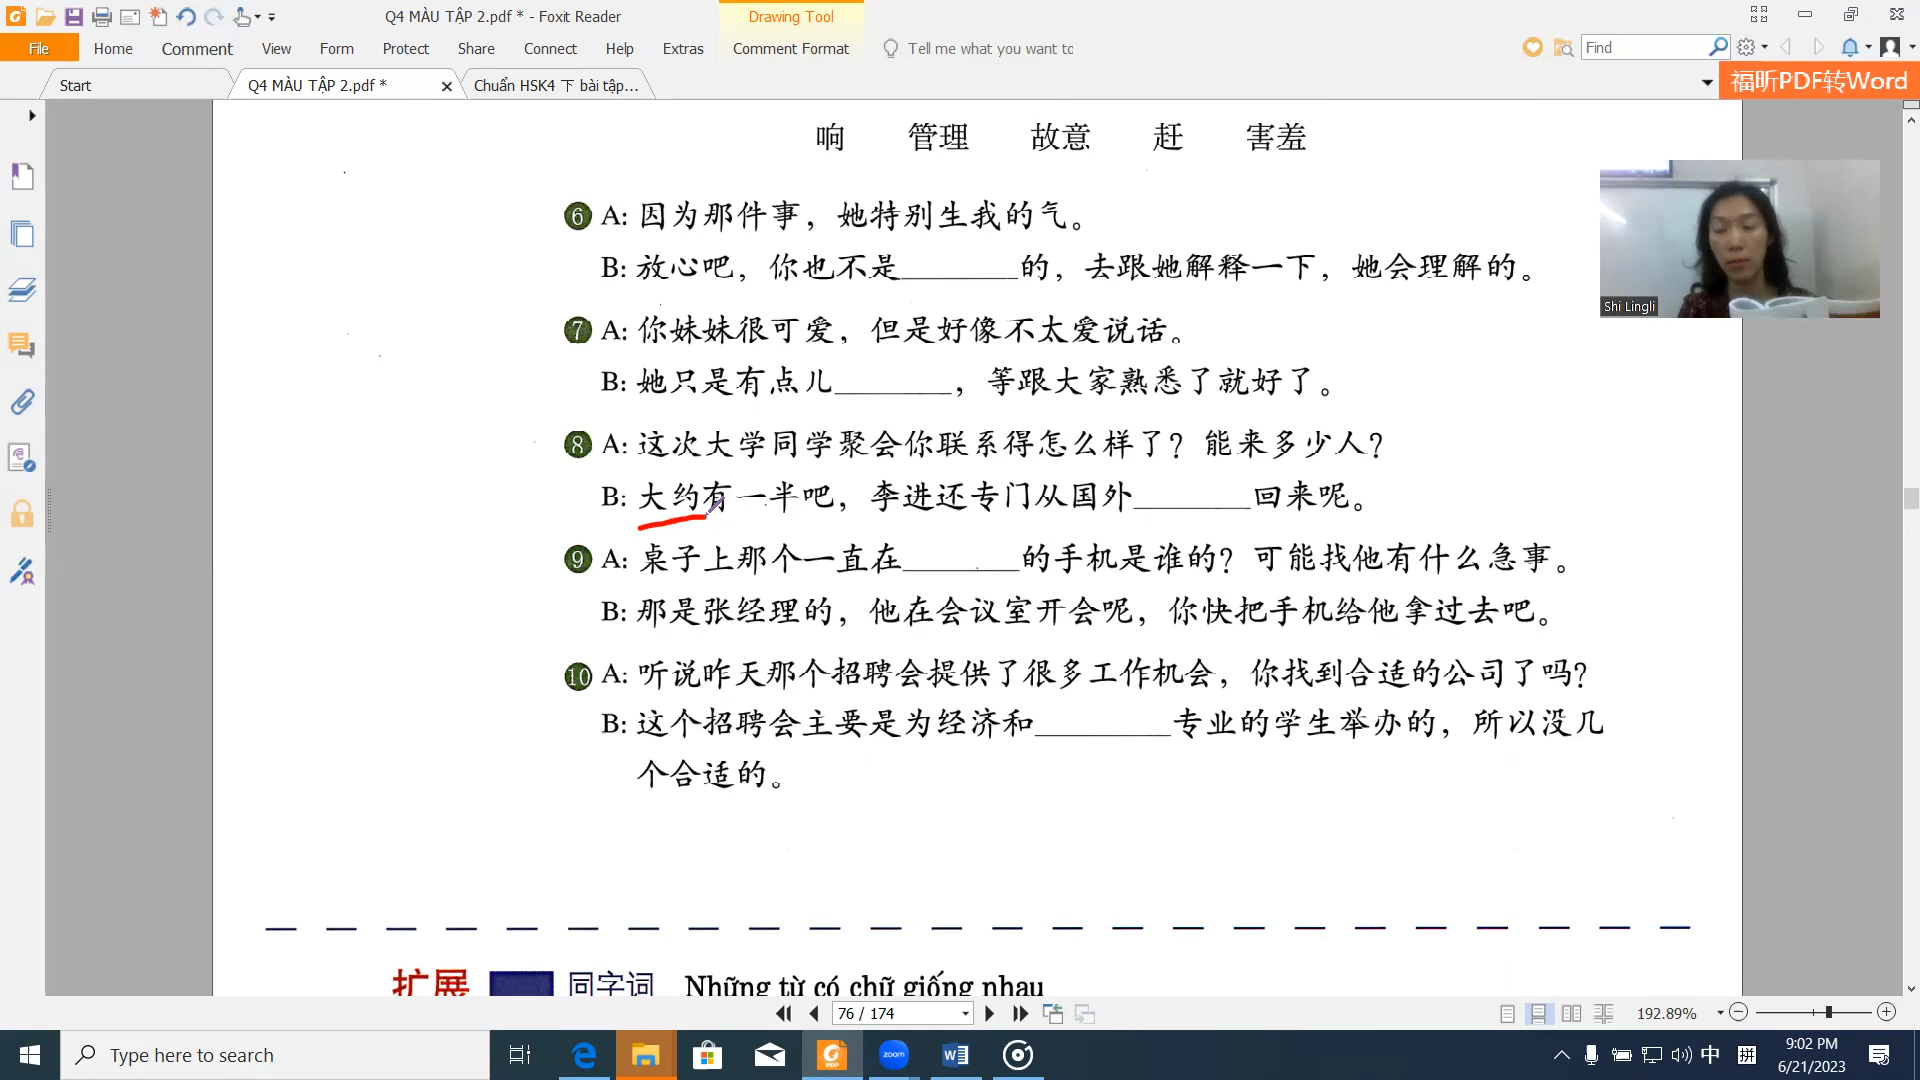 Q4 MÀU TẬP 2.pdf * - Foxit Reader
Drawing Tool
File Home Comment View Form Protect Share Connect Help Extras Comment Format Tell me what you want to
Find
Start
Q4 MÀU TẬP 2.pdf *
Chuẩn HSK4 下 bài tập...
福昕PDF转Word
响 管理 故意 赶 害羞
6 A: 因为那件事，她特别生我的气。
B: 放心吧，你也不是________的，去跟她解释一下，她会理解的。
Shi Lingli
7 A: 你妹妹很可爱，但是好像不太爱说话。
B: 她只是有点儿________，等跟大家熟悉了就好了。
8 A: 这次大学同学聚会你联系得怎么样了？能来多少人？
B: 大约有一半吧，李进还专门从国外________回来呢。
9 A: 桌子上那个一直在________的手机是谁的？可能找他有什么急事。
B: 那是张经理的，他在会议室开会呢，你快把手机给他拿过去吧。
10 A: 听说昨天那个招聘会提供了很多工作机会，你找到合适的公司了吗？
B: 这个招聘会主要是为经济和_________专业的学生举办的，所以没几
个合适的。
扩展 同字词 Những từ có chữ giống nhau
76 / 174
192.89%
Type here to search
zoom
中
拼
9:02 PM
6/21/2023